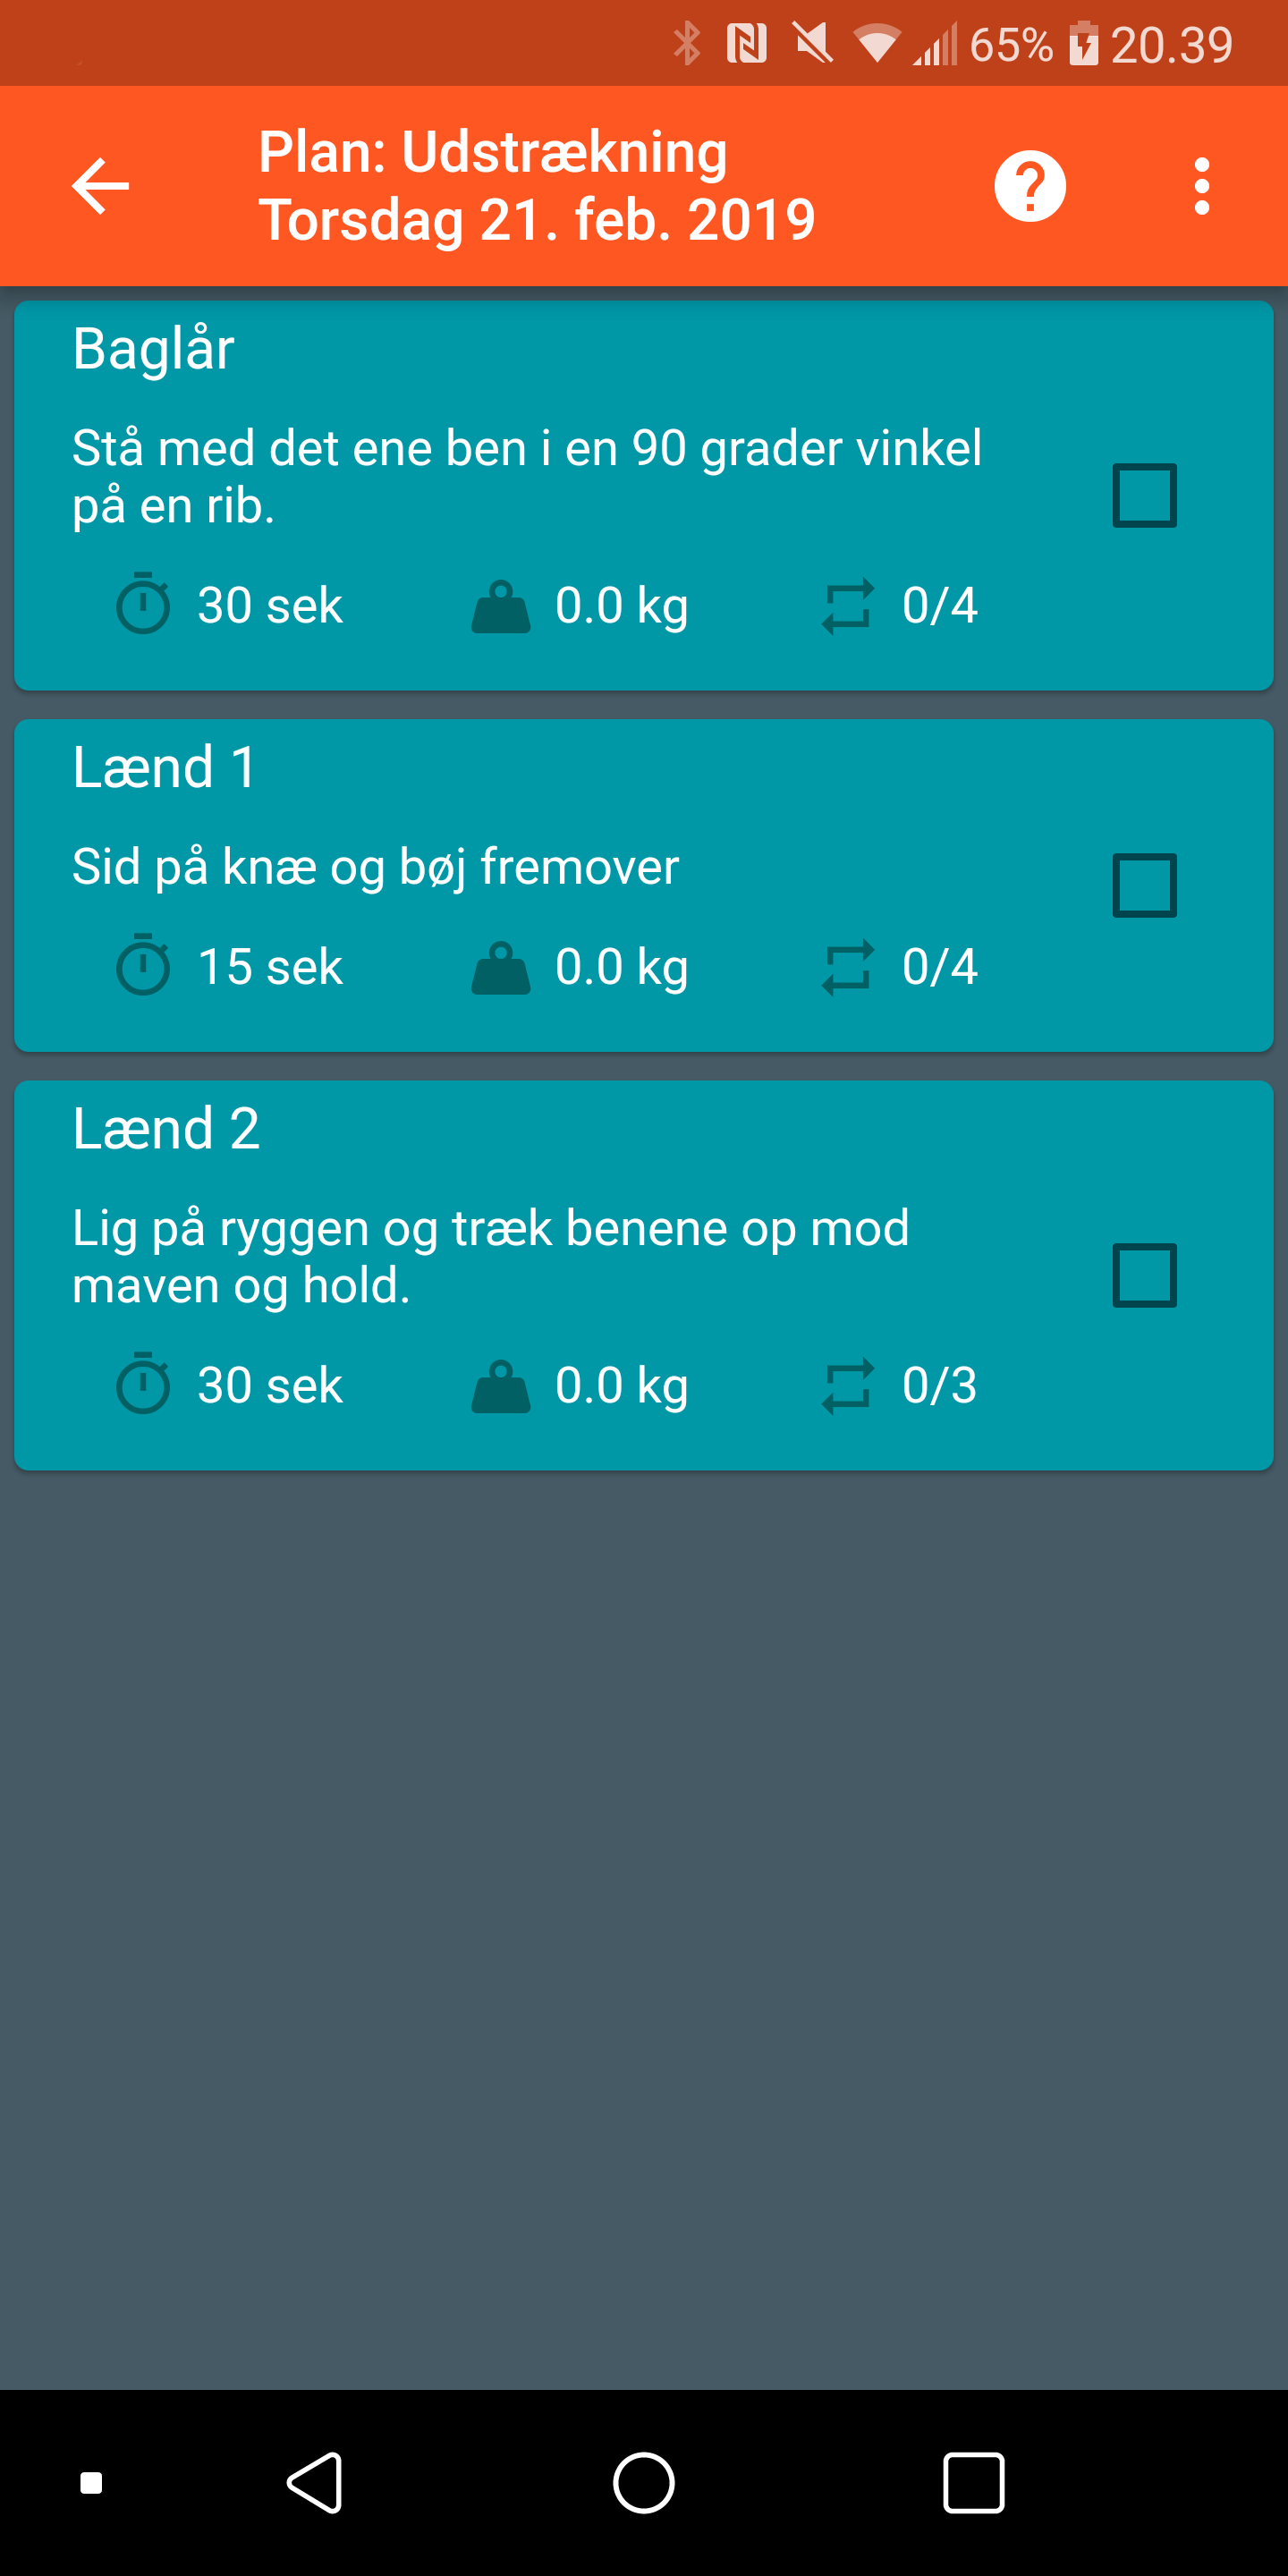 65% 20.39
Plan: Udstrækning
Torsdag 21. feb. 2019
?
Baglår
Stå med det ene ben i en 90 grader vinkel
på en rib.
30 sek 0.0 kg 0/4
Lænd 1
Sid på knæ og bøj fremover
15 sek 0.0 kg 0/4
Lænd 2
Lig på ryggen og træk benene op mod
maven og hold.
30 sek 0.0 kg 0/3